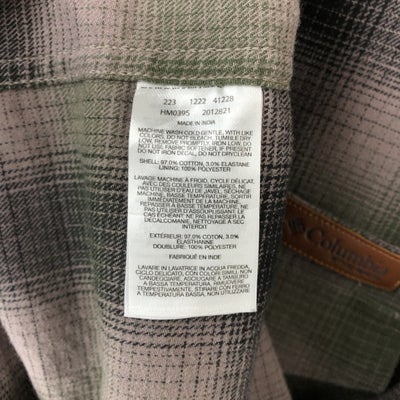 223 1222 41228
HM0395 2012821
MADE IN INDIA
MACHINE WASH COLD GENTLE, WITH LIKE
COLORS, DO NOT BLEACH, TUMBLE DRY
LOW, REMOVE PROMPTLY, IRON LOW, DO
NOT USE FABRIC SOFTENER, IF PRESENT
DO NOT IRON DECAL, DO NOT DRYCLEAN
SHELL: 97.0% COTTON, 3.0% ELASTANE
LINING: 100% POLYESTER
LAVAGE MACHINE À FROID, CYCLE DÉLICAT,
AVEC DES COULEURS SIMILAIRES, NE PAS
UTILISER D'EAU DE JAVEL, SÉCHAGE
MACHINE, BASSE TEMPÉRATURE, SORTIR
IMMÉDIATEMENT DE LA MACHINE,
REPASSER À BASSE TEMPÉRATURE, NE
PAS UTILISER D'ASSOUPLISSANT, LE
CAS ÉCHÉANT NE PAS REPASSER LA
DÉCALCOMANIE, NETTOYAGE À SEC
INTERDIT
EXTÉRIEUR: 97.0% COTON, 3.0% ÉLASTHANNE
DOUBLURE: 100% POLYESTER
FABRIQUÉ EN INDE
LAVARE IN LAVATRICE IN ACQUA FREDDA,
CICLO DELICATO, CON COLORI SIMILI, NON
CANDEGGIARE, ASCIUGARE A TAMBURO
A BASSA TEMPERATURA, RIMUOVERE
IMMEDIATAMENTE, STIRARE CON FERRO
A TEMPERATURA BASSA, NON UTILIZZARE